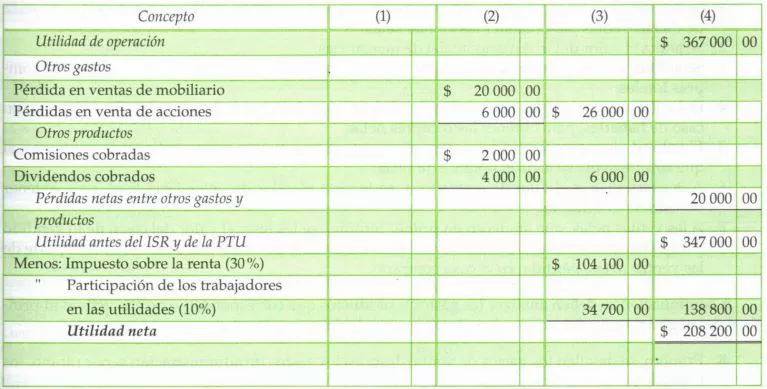 Concepto (1) (2) (3) (4)
Utilidad de operación $ 367 000 00
Otros gastos
Pérdida en ventas de mobiliario $ 20 000 00
Pérdidas en venta de acciones 6 000 00 $ 26 000 00
Otros productos
Comisiones cobradas $ 2 000 00
Dividendos cobrados 4 000 00 6 000 00
Pérdidas netas entre otros gastos y 20 000 00
productos
Utilidad antes del ISR y de la PTU $ 347 000 00
Menos: Impuesto sobre la renta (30%) $ 104 100 00
" Participación de los trabajadores
en las utilidades (10%) 34 700 00 138 800 00
Utilidad neta $ 208 200 00